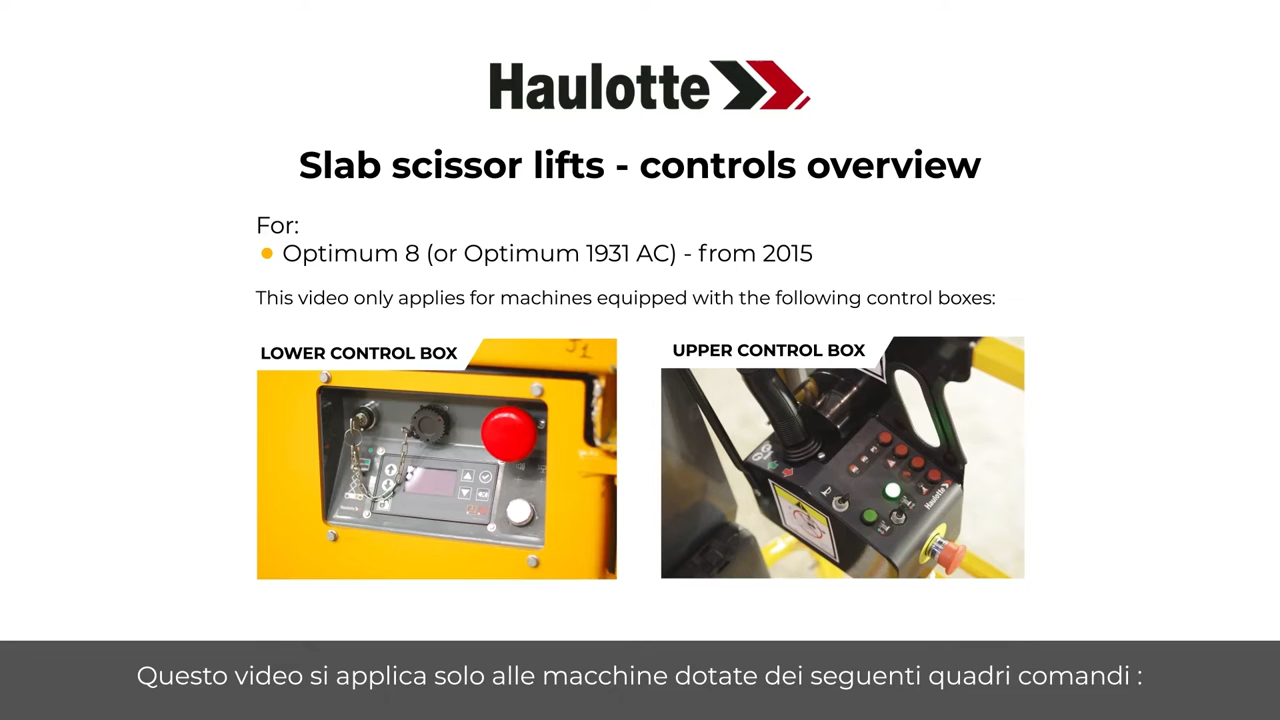 Haulotte
Slab scissor lifts - controls overview
For:
Optimum 8 (or Optimum 1931 AC) - from 2015
This video only applies for machines equipped with the following control boxes:
LOWER CONTROL BOX
UPPER CONTROL BOX
Haulotte
Questo video si applica solo alle macchine dotate dei seguenti quadri comandi :